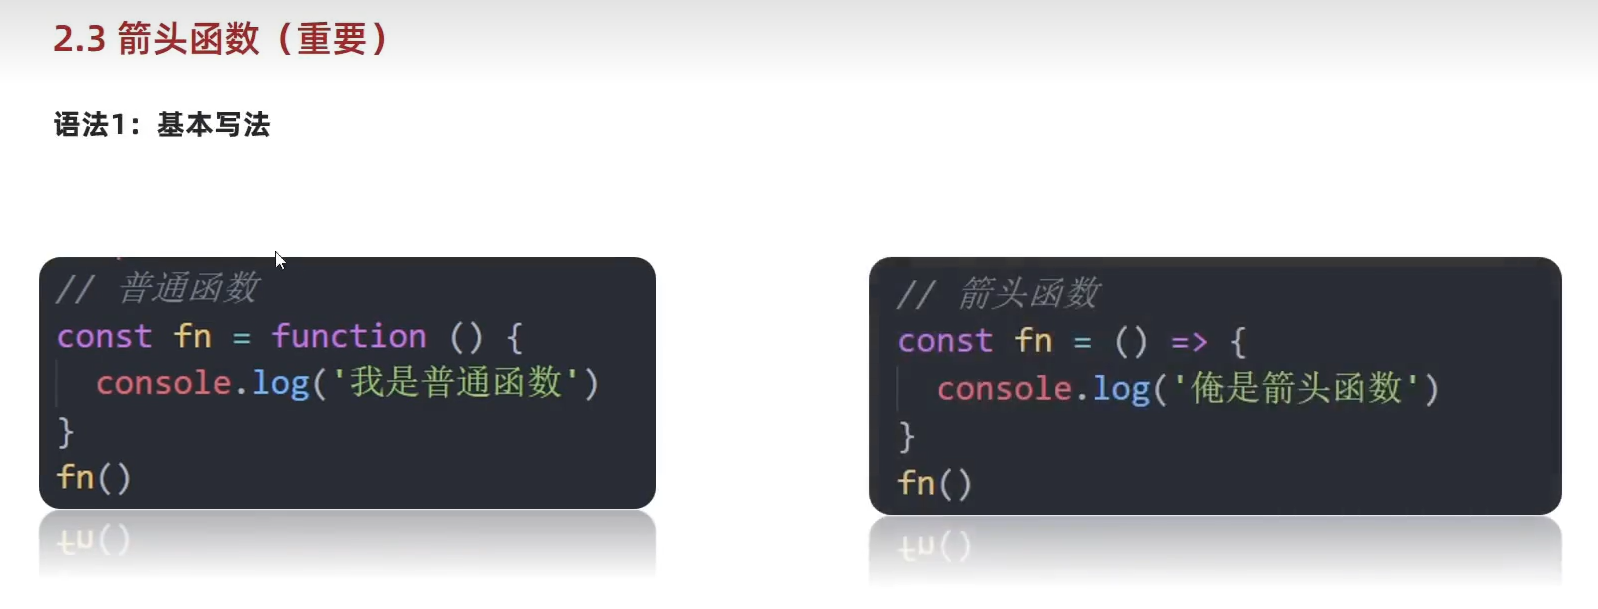 2.3 箭头函数（重要）
语法1：基本写法
// 普通函数
const fn = function () {
  console.log('我是普通函数')
}
fn()
// 箭头函数
const fn = () => {
  console.log('俺是箭头函数')
}
fn()